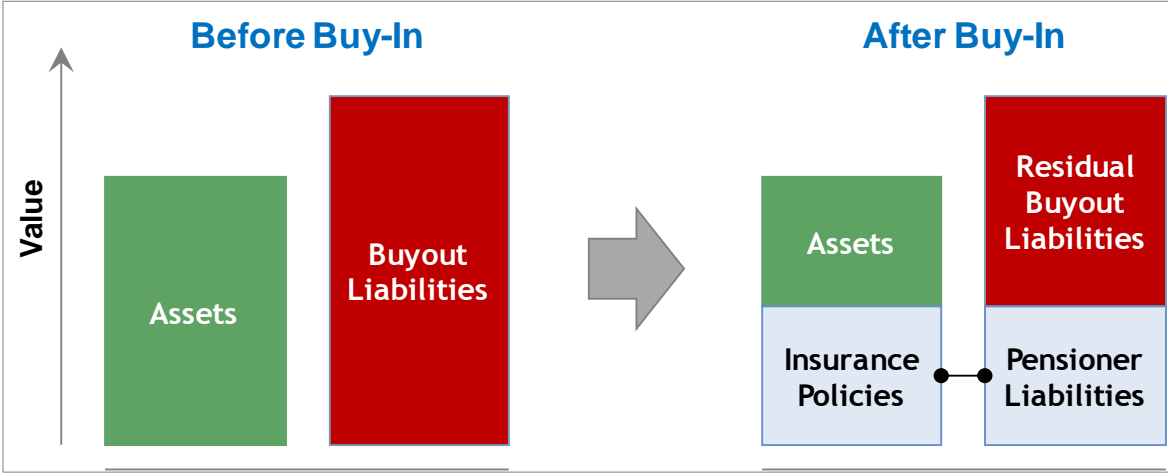 Before Buy-In
After Buy-In
Value
Assets
Buyout
Liabilities
Assets
Residual
Buyout
Liabilities
Insurance
Policies
Pensioner
Liabilities